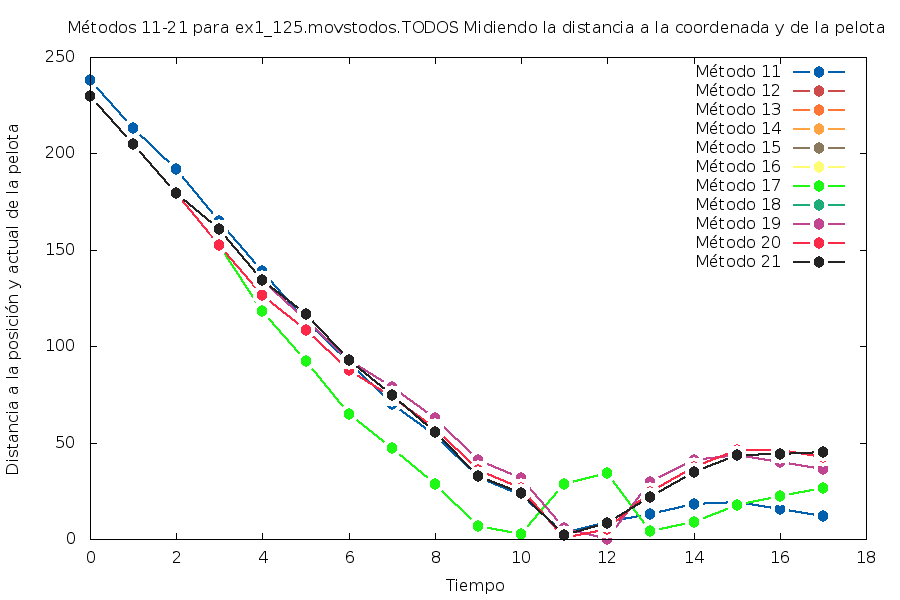 Métodos 11-21 para ex1_125.movstodos.TODOS Midiendo la distancia a la coordenada y de la pelota
250
200
150
100
50
0
Distancia a la posición y actual de la pelota
Método 11
Método 12
Método 13
Método 14
Método 15
Método 16
Método 17
Método 18
Método 19
Método 20
Método 21
0 2 4 6 8 10 12 14 16 18
Tiempo